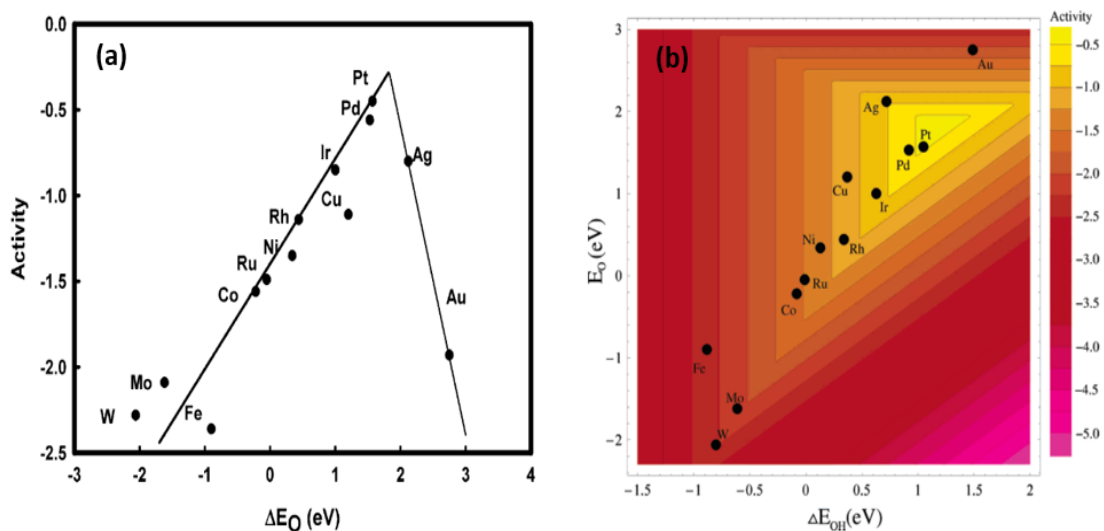 (a)
Activity
0.0
-0.5
-1.0
-1.5
-2.0
-2.5
-3
-2
-1
0
1
2
3
4
ΔEO (eV)
Pt
Pd
Ag
Ir
Cu
Rh
Ni
Ru
Co
Au
Mo
W
Fe
(b)
EO (eV)
3
2
1
0
-1
-2
-1.5
-1
-0.5
0
0.5
1
1.5
2
ΔEOH(eV)
Au
Ag
Pt
Pd
Cu
Ir
Ni
Rh
Ru
Co
Fe
Mo
W
Activity
-0.5
-1.0
-1.5
-2.0
-2.5
-3.0
-3.5
-4.0
-4.5
-5.0